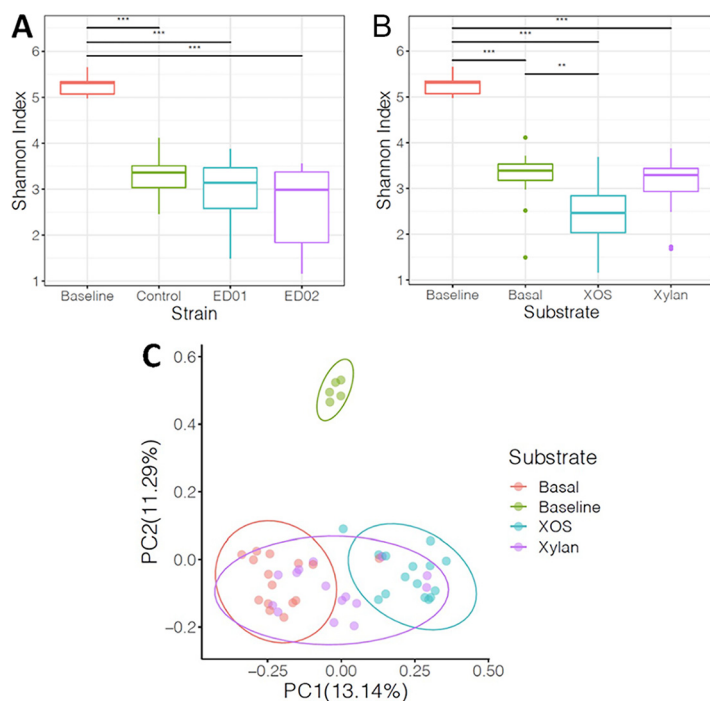 A
***
***
***
6
5
4
3
2
1
Shannon Index
Baseline Control ED01 ED02
Strain
B
***
***
***
**
6
5
4
3
2
1
Shannon Index
Baseline Basal XOS Xylan
Substrate
C
0.6
0.4
0.2
0.0
−0.2
PC2(11.29%)
−0.25 0.00 0.25 0.50
PC1(13.14%)
Substrate
Basal
Baseline
XOS
Xylan